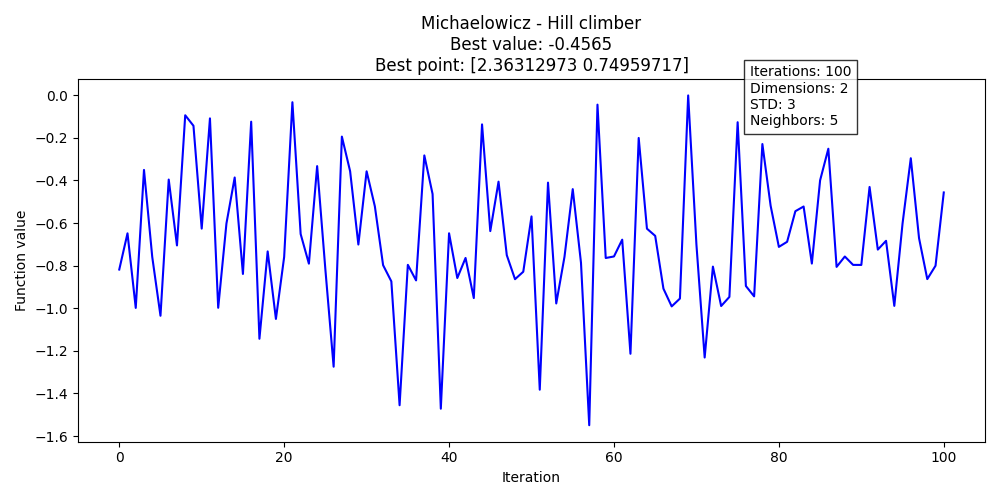 Michaelowicz - Hill climber
Best value: -0.4565
Best point: [2.36312973 0.74959717]
Iterations: 100
Dimensions: 2
STD: 3
Neighbors: 5
0.0
−0.2
−0.4
−0.6
−0.8
−1.0
−1.2
−1.4
−1.6
Function value
0 20 40 60 80 100
Iteration